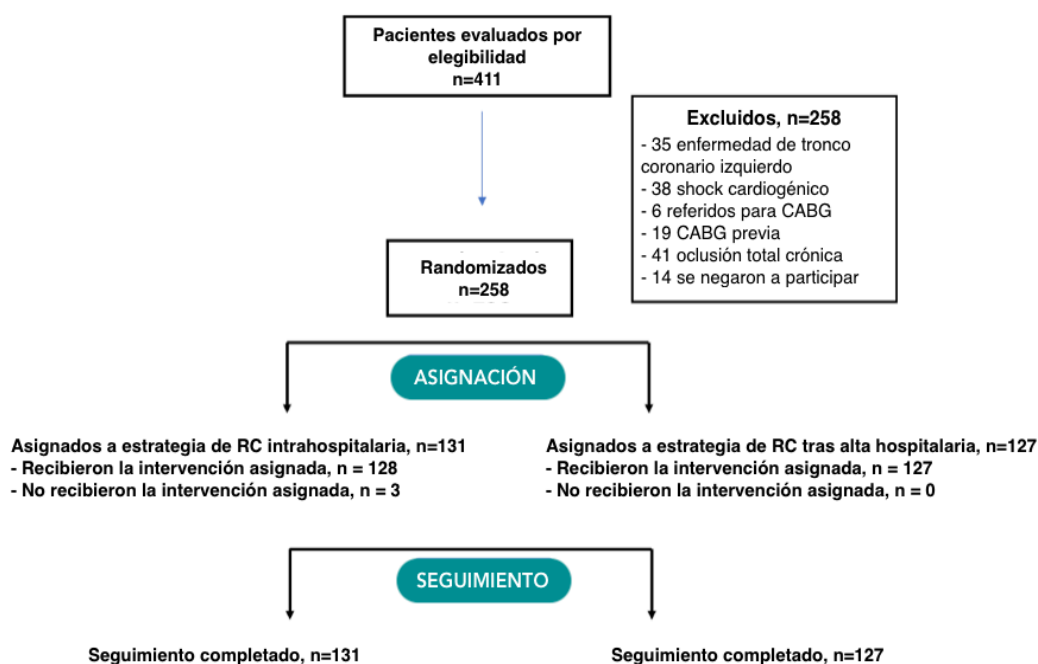 Pacientes evaluados por
elegibilidad
n=411
Excluidos, n=258
- 35 enfermedad de tronco
coronario izquierdo
- 38 shock cardiogénico
- 6 referidos para CABG
- 19 CABG previa
- 41 oclusión total crónica
- 14 se negaron a participar
Randomizados
n=258
ASIGNACIÓN
Asignados a estrategia de RC intrahospitalaria, n=131
- Recibieron la intervención asignada, n = 128
- No recibieron la intervención asignada, n = 3
Asignados a estrategia de RC tras alta hospitalaria, n=127
- Recibieron la intervención asignada, n = 127
- No recibieron la intervención asignada, n = 0
SEGUIMIENTO
Seguimiento completado, n=131
Seguimiento completado, n=127